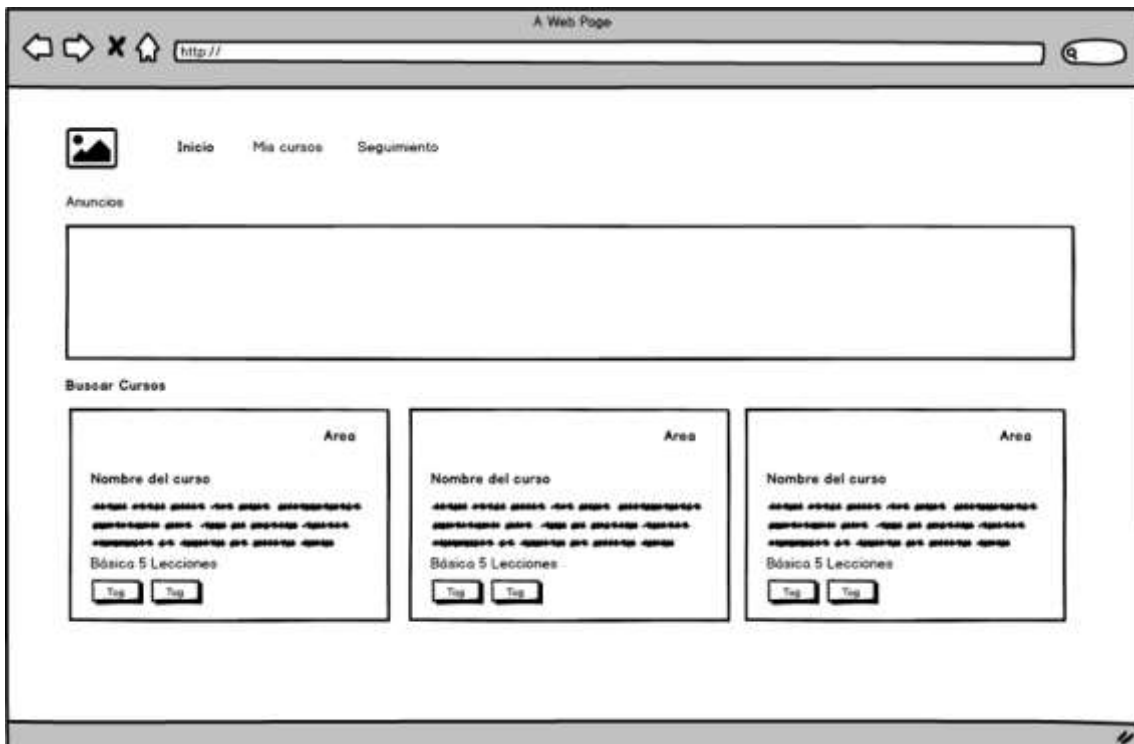 A Web Page
http://
Inicio Mis cursos Seguimiento
Anuncios
Buscar Cursos
Area
Nombre del curso
Básica 5 Lecciones
Tag Tag
Area
Nombre del curso
Básica 5 Lecciones
Tag Tag
Area
Nombre del curso
Básica 5 Lecciones
Tag Tag